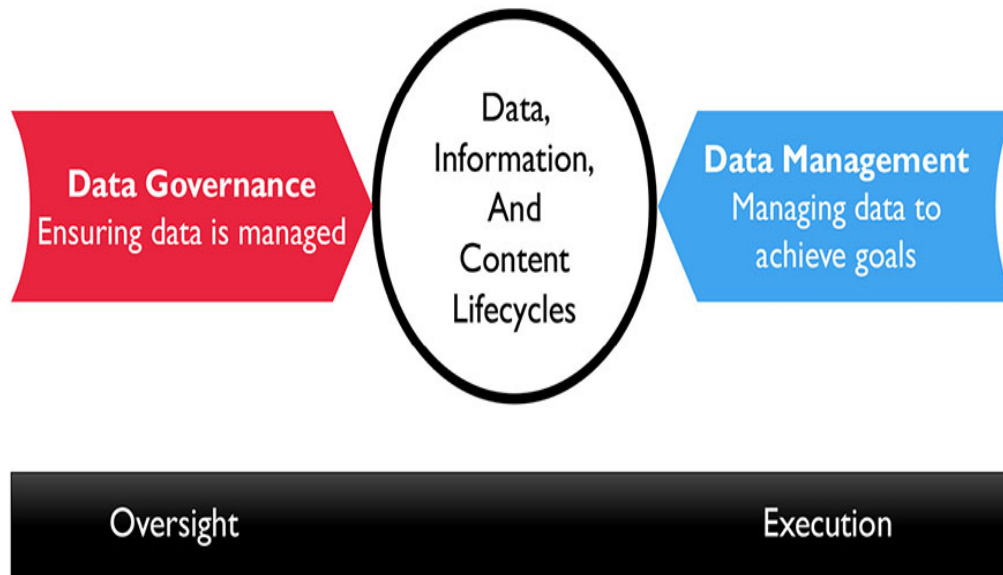 Data Governance
Ensuring data is managed
Data,
Information,
And
Content
Lifecycles
Data Management
Managing data to
achieve goals
Oversight
Execution